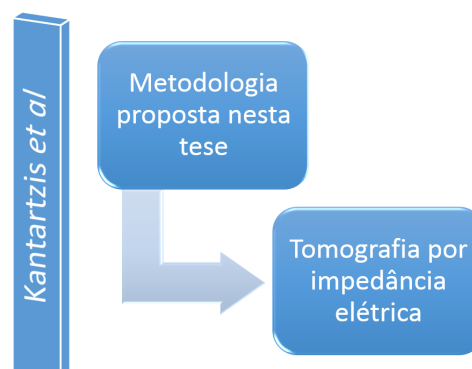 Kantartzis et al
Metodologia
proposta nesta
tese
Tomografia por
impedância
elétrica